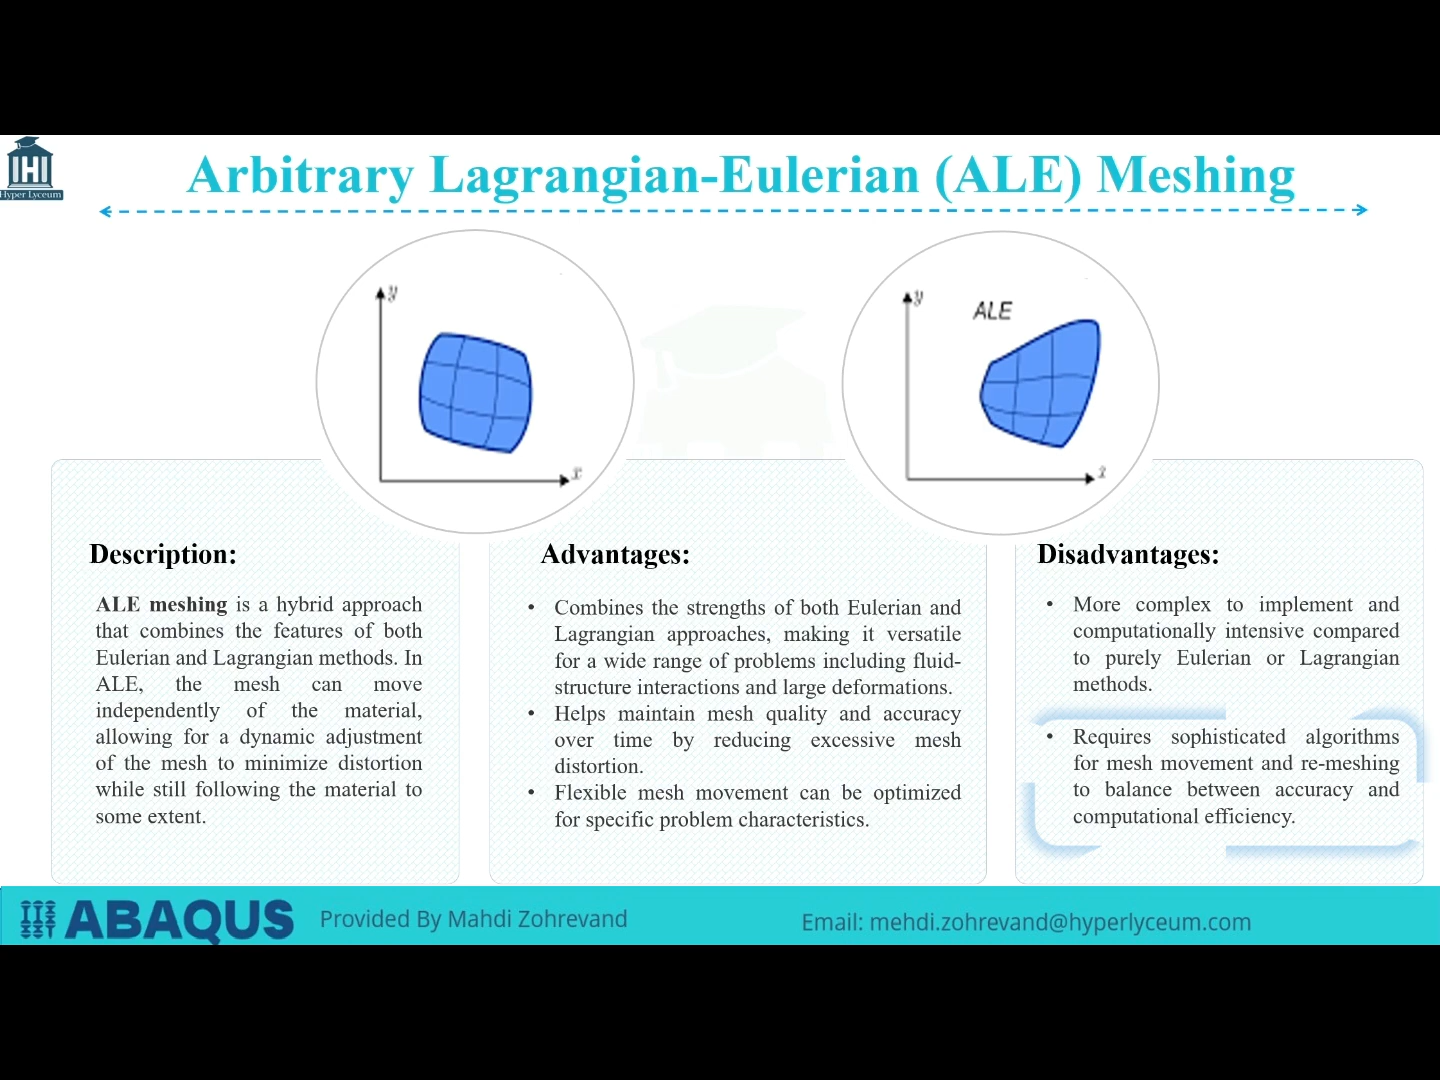 IHI
Hyper Lyceum
Arbitrary Lagrangian-Eulerian (ALE) Meshing
y
x
y
ALE
x
Description:
ALE meshing is a hybrid approach
that combines the features of both
Eulerian and Lagrangian methods. In
ALE, the mesh can move
independently of the material,
allowing for a dynamic adjustment
of the mesh to minimize distortion
while still following the material to
some extent.
Advantages:
• Combines the strengths of both Eulerian and
Lagrangian approaches, making it versatile
for a wide range of problems including fluid-
structure interactions and large deformations.
• Helps maintain mesh quality and accuracy
over time by reducing excessive mesh
distortion.
• Flexible mesh movement can be optimized
for specific problem characteristics.
Disadvantages:
• More complex to implement and
computationally intensive compared
to purely Eulerian or Lagrangian
methods.
• Requires sophisticated algorithms
for mesh movement and re-meshing
to balance between accuracy and
computational efficiency.
ABAQUS
Provided By Mahdi Zohrevand
Email: mehdi.zohrevand@hyperlyceum.com